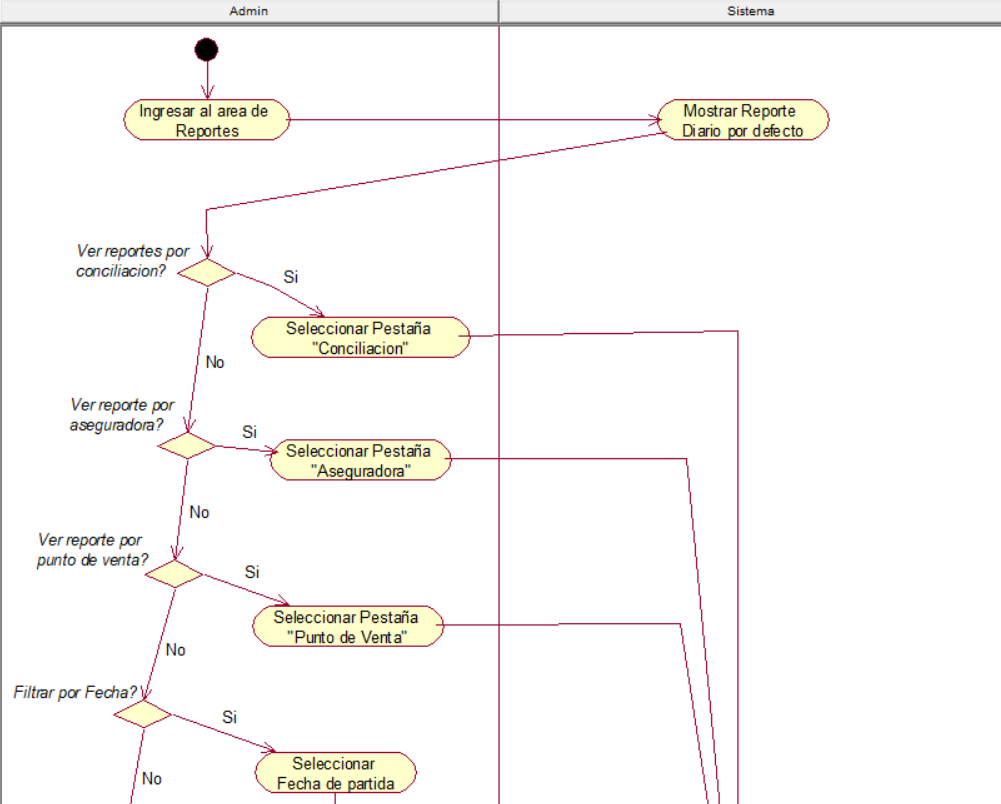 Admin
Sistema
Ingresar al area de
Reportes
Mostrar Reporte
Diario por defecto
Ver reportes por
conciliacion?
Si
Seleccionar Pestaña
"Conciliacion"
No
Ver reporte por
aseguradora?
Si
Seleccionar Pestaña
"Aseguradora"
No
Ver reporte por
punto de venta?
Si
Seleccionar Pestaña
"Punto de Venta"
No
Filtrar por Fecha?
Si
Seleccionar
Fecha de partida
No